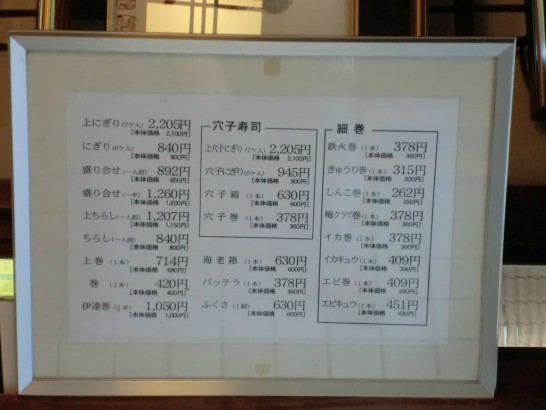 上にぎり(7ケ入) 2,205円
[本体価格 2,100円]
にぎり(8ケ入) 840円
[本体価格 800円]
盛り合せ(一人前) 892円
[本体価格 850円]
盛り合せ 1,260円
[本体価格 1,200円]
上ちらし(一人前) 1,207円
[本体価格 1,150円]
ちらし(一人前) 840円
[本体価格 800円]
上巻(1本) 714円
[本体価格 680円]
巻(1本) 420円
[本体価格 400円]
伊達巻(1本) 1,050円
[本体価格 1,000円]
穴子寿司
上穴子にぎり(7ケ入) 2,205円
[本体価格 2,100円]
穴子にぎり 945円
[本体価格 900円]
穴子箱(1本) 630円
[本体価格 600円]
穴子巻(1本) 378円
[本体価格 360円]
海老箱(1本) 630円
[本体価格 600円]
バッテラ(1本) 378円
[本体価格 360円]
ふくさ(1個) 630円
[本体価格 600円]
細巻
鉄火巻(1本) 378円
[本体価格 360円]
きゅうり巻(1本) 315円
[本体価格 300円]
しんこ巻(1本) 262円
[本体価格 250円]
梅クラゲ巻(1本) 378円
[本体価格 360円]
イカ巻(1本) 378円
[本体価格 360円]
イカキュウ(1本) 409円
[本体価格 390円]
エビ巻(1本) 409円
[本体価格 390円]
エビキュウ(1本) 451円
[本体価格 430円]